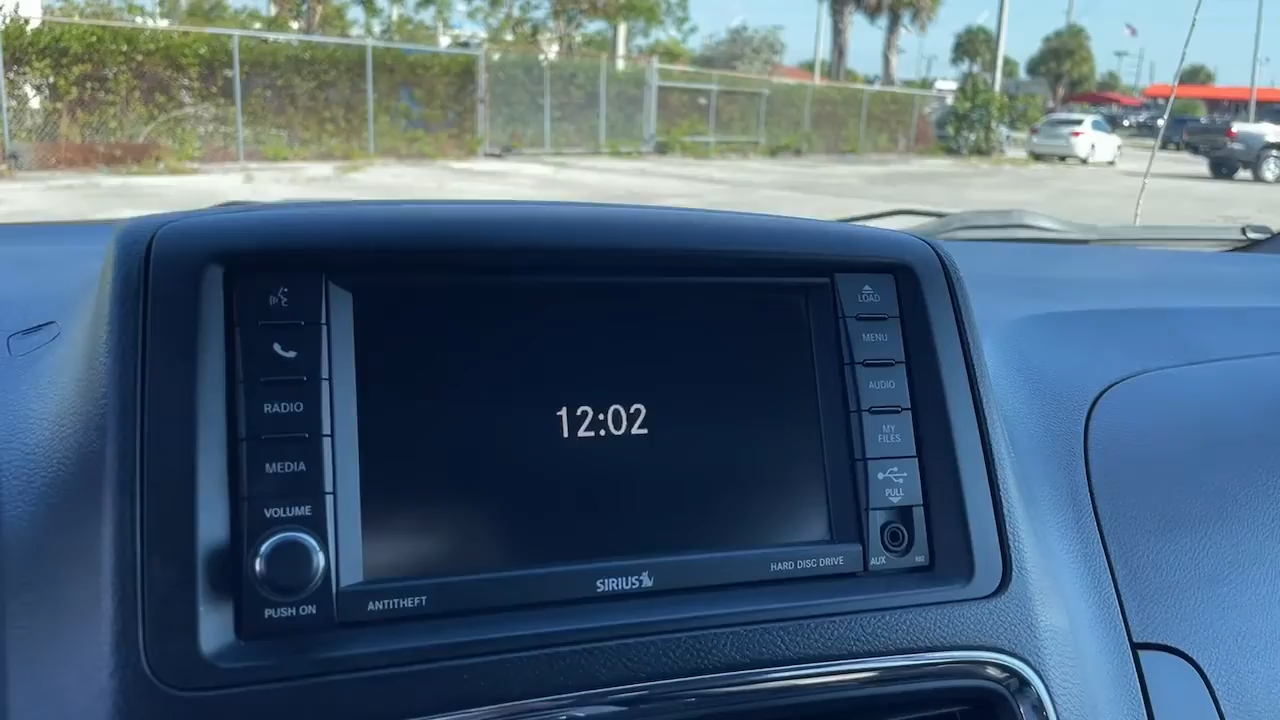 RADIO
MEDIA
VOLUME
PUSH ON
12:02
ANTITHEFT
SIRIUS
HARD DISC DRIVE
LOAD
MENU
AUDIO
MY
FILES
PULL
AUX